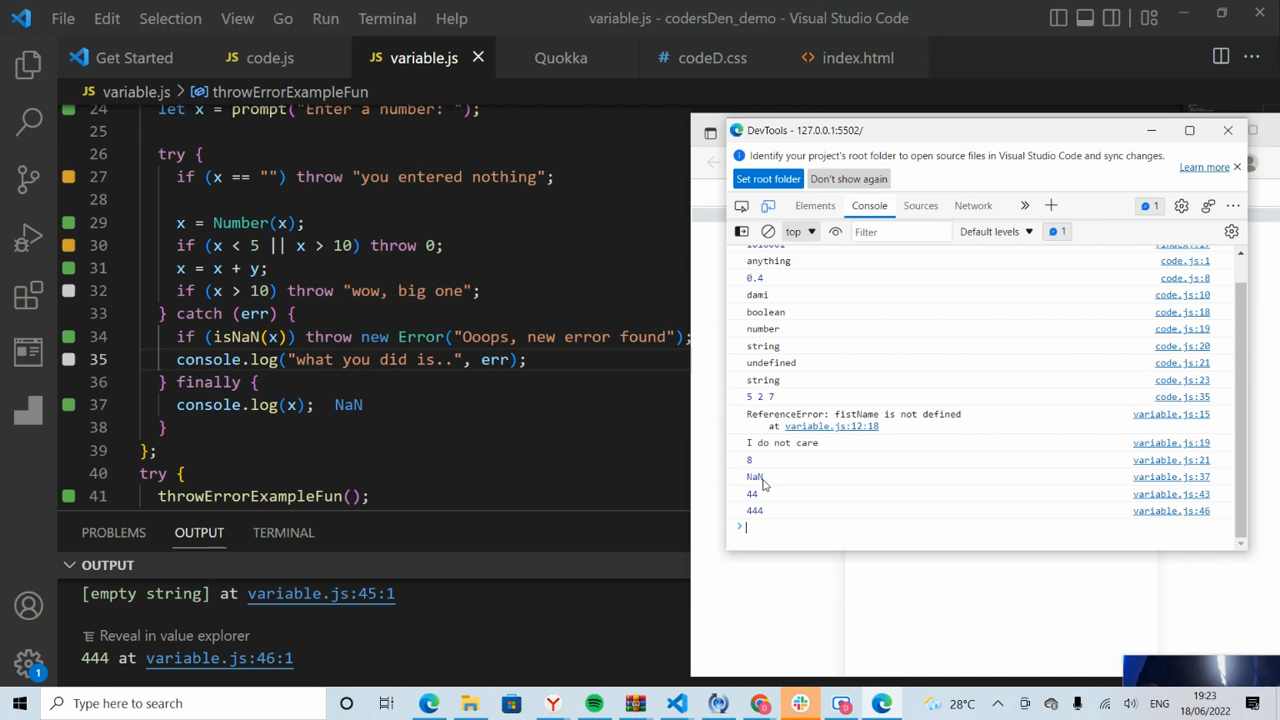 File Edit Selection View Go Run Terminal Help variable.js - codersDen_demo - Visual Studio Code
Get Started JS code.js JS variable.js Quokka # codeD.css <> index.html
JS variable.js > throwErrorExampleFun
24 let x = prompt("Enter a number: ");
25
26 try {
27 if (x == "") throw "you entered nothing";
28
29 x = Number(x);
30 if (x < 5 || x > 10) throw 0;
31 x = x + y;
32 if (x > 10) throw "wow, big one";
33 } catch (err) {
34 if (isNaN(x)) throw new Error("Ooops, new error found");
35 console.log("what you did is..", err);
36 } finally {
37 console.log(x); NaN
38 }
39 };
40 try {
41 throwErrorExampleFun();
PROBLEMS OUTPUT TERMINAL
OUTPUT
[empty string] at variable.js:45:1
Reveal in value explorer
444 at variable.js:46:1
DevTools - 127.0.0.1:5502/
Identify your project's root folder to open source files in Visual Studio Code and sync changes.
Learn more
Set root folder Don't show again
Elements Console Sources Network 1
top Filter Default levels 1
anything code.js:1
0.4 code.js:8
dami code.js:10
boolean code.js:18
number code.js:19
string code.js:20
undefined code.js:21
string code.js:23
5 2 7 code.js:35
ReferenceError: fistName is not defined variable.js:15
at variable.js:12:18
I do not care variable.js:19
8 variable.js:21
NaN variable.js:37
44 variable.js:43
444 variable.js:46
>
1
Type here to search
28°C ENG 19:23
18/06/2022